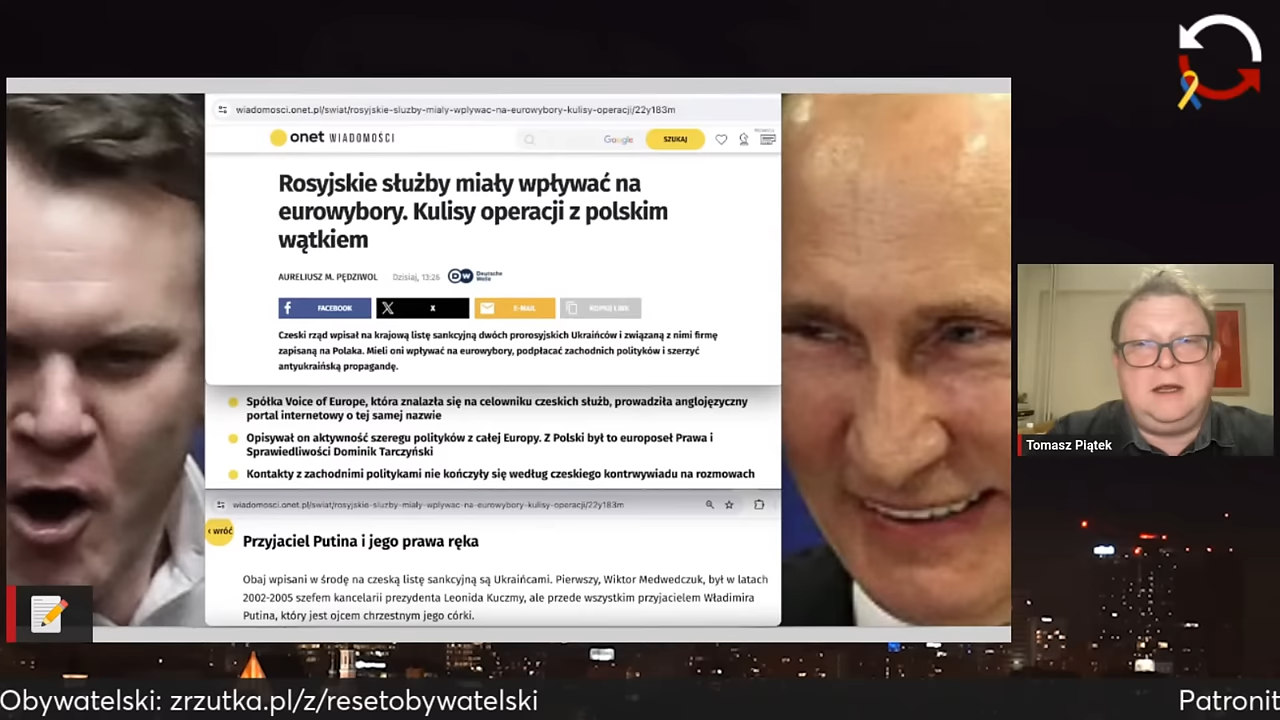 wiadomosci.onet.pl/swiat/rosyjskie-sluzby-mialy-wplywac-na-eurowybory-kulisy-operacji/22y183m
onet WIADOMOŚCI
Google
SZUKAJ
Rosyjskie służby miały wpływać na
eurowybory. Kulisy operacji z polskim
wątkiem
AURELIUSZ M. PĘDZIWOL
Dzisiaj, 13:26
DW Deutsche Welle
FACEBOOK
X
E-MAIL
KOPIUJ LINK
Czeski rząd wpisał na krajową listę sankcyjną dwóch prorosyjskich Ukraińców i związaną z nimi firmę
zapisaną na Polaka. Mieli oni wpływać na eurowybory, podpłacać zachodnich polityków i szerzyć
antyukraińską propagandę.
Spółka Voice of Europe, która znalazła się na celowniku czeskich służb, prowadziła anglojęzyczny
portal internetowy o tej samej nazwie
Opisywał on aktywność szeregu polityków z całej Europy. Z Polski był to europoseł Prawa i
Sprawiedliwości Dominik Tarczyński
Kontakty z zachodnimi politykami nie kończyły się według czeskiego kontrwywiadu na rozmowach
wiadomosci.onet.pl/swiat/rosyjskie-sluzby-mialy-wplywac-na-eurowybory-kulisy-operacji/22y183m
‹ wróć
Przyjaciel Putina i jego prawa ręka
Obaj wpisani w środę na czeską listę sankcyjną są Ukraińcami. Pierwszy, Wiktor Medwedczuk, był w latach
2002-2005 szefem kancelarii prezydenta Leonida Kuczmy, ale przede wszystkim przyjacielem Władimira
Putina, który jest ojcem chrzestnym jego córki.
Tomasz Piątek
Obywatelski: zrzutka.pl/z/resetobywatelski
Patronit